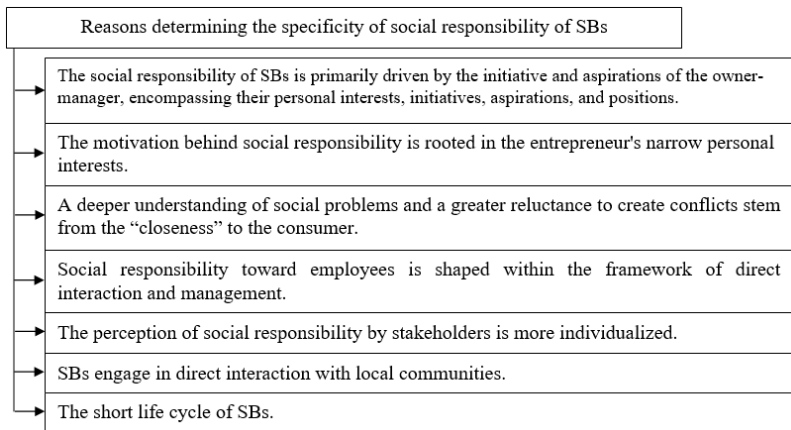 Reasons determining the specificity of social responsibility of SBs
The social responsibility of SBs is primarily driven by the initiative and aspirations of the owner-
manager, encompassing their personal interests, initiatives, aspirations, and positions.
The motivation behind social responsibility is rooted in the entrepreneur's narrow personal
interests.
A deeper understanding of social problems and a greater reluctance to create conflicts stem
from the “closeness” to the consumer.
Social responsibility toward employees is shaped within the framework of direct
interaction and management.
The perception of social responsibility by stakeholders is more individualized.
SBs engage in direct interaction with local communities.
The short life cycle of SBs.